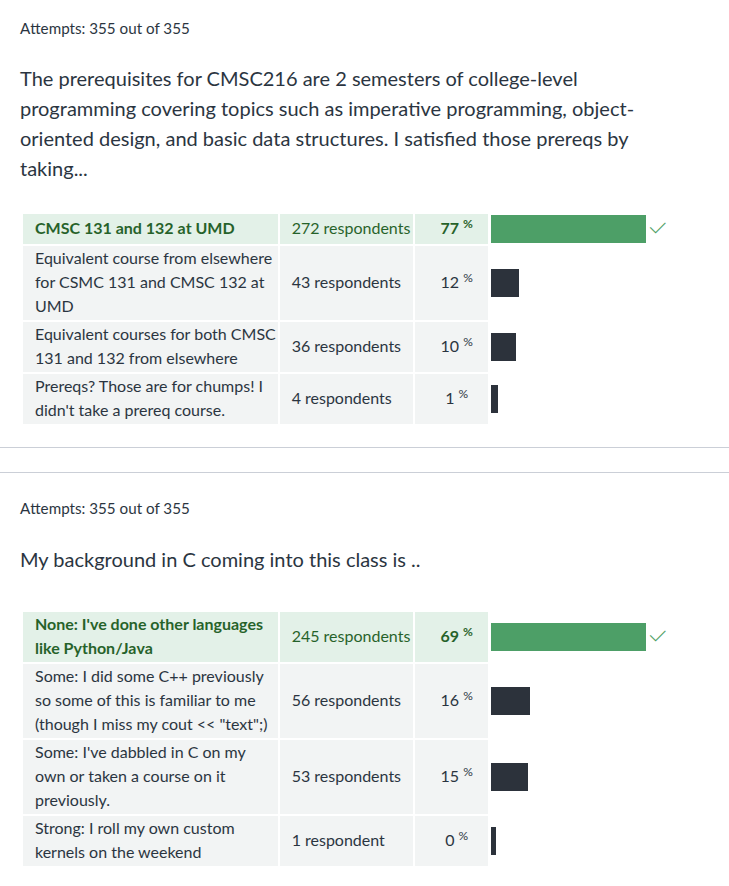 Attempts: 355 out of 355
The prerequisites for CMSC216 are 2 semesters of college-level
programming covering topics such as imperative programming, object-
oriented design, and basic data structures. I satisfied those prereqs by
taking...
CMSC 131 and 132 at UMD 272 respondents 77 %
Equivalent course from elsewhere
for CSMC 131 and CMSC 132 at 43 respondents 12 %
UMD
Equivalent courses for both CMSC
131 and 132 from elsewhere 36 respondents 10 %
Prereqs? Those are for chumps! I
didn't take a prereq course. 4 respondents 1 %
Attempts: 355 out of 355
My background in C coming into this class is ..
None: I've done other languages
like Python/Java 245 respondents 69 %
Some: I did some C++ previously
so some of this is familiar to me 56 respondents 16 %
(though I miss my cout << "text";)
Some: I've dabbled in C on my
own or taken a course on it 53 respondents 15 %
previously.
Strong: I roll my own custom
kernels on the weekend 1 respondent 0 %